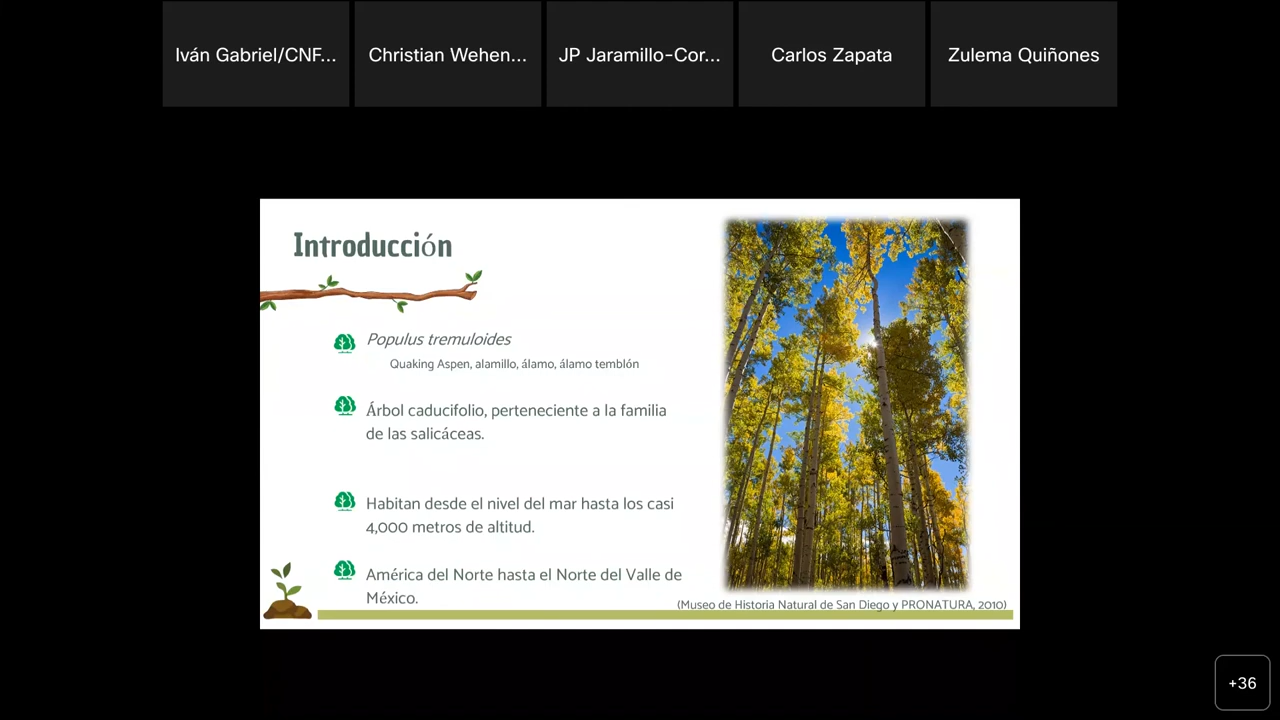 Iván Gabriel/CNF...
Christian Wehen...
JP Jaramillo-Cor...
Carlos Zapata
Zulema Quiñones
Introducción
Populus tremuloides
Quaking Aspen, alamillo, álamo, álamo temblón
Árbol caducifolio, perteneciente a la familia
de las salicáceas.
Habitan desde el nivel del mar hasta los casi
4,000 metros de altitud.
América del Norte hasta el Norte del Valle de
México.
(Museo de Historia Natural de San Diego y PRONATURA, 2010)
+36